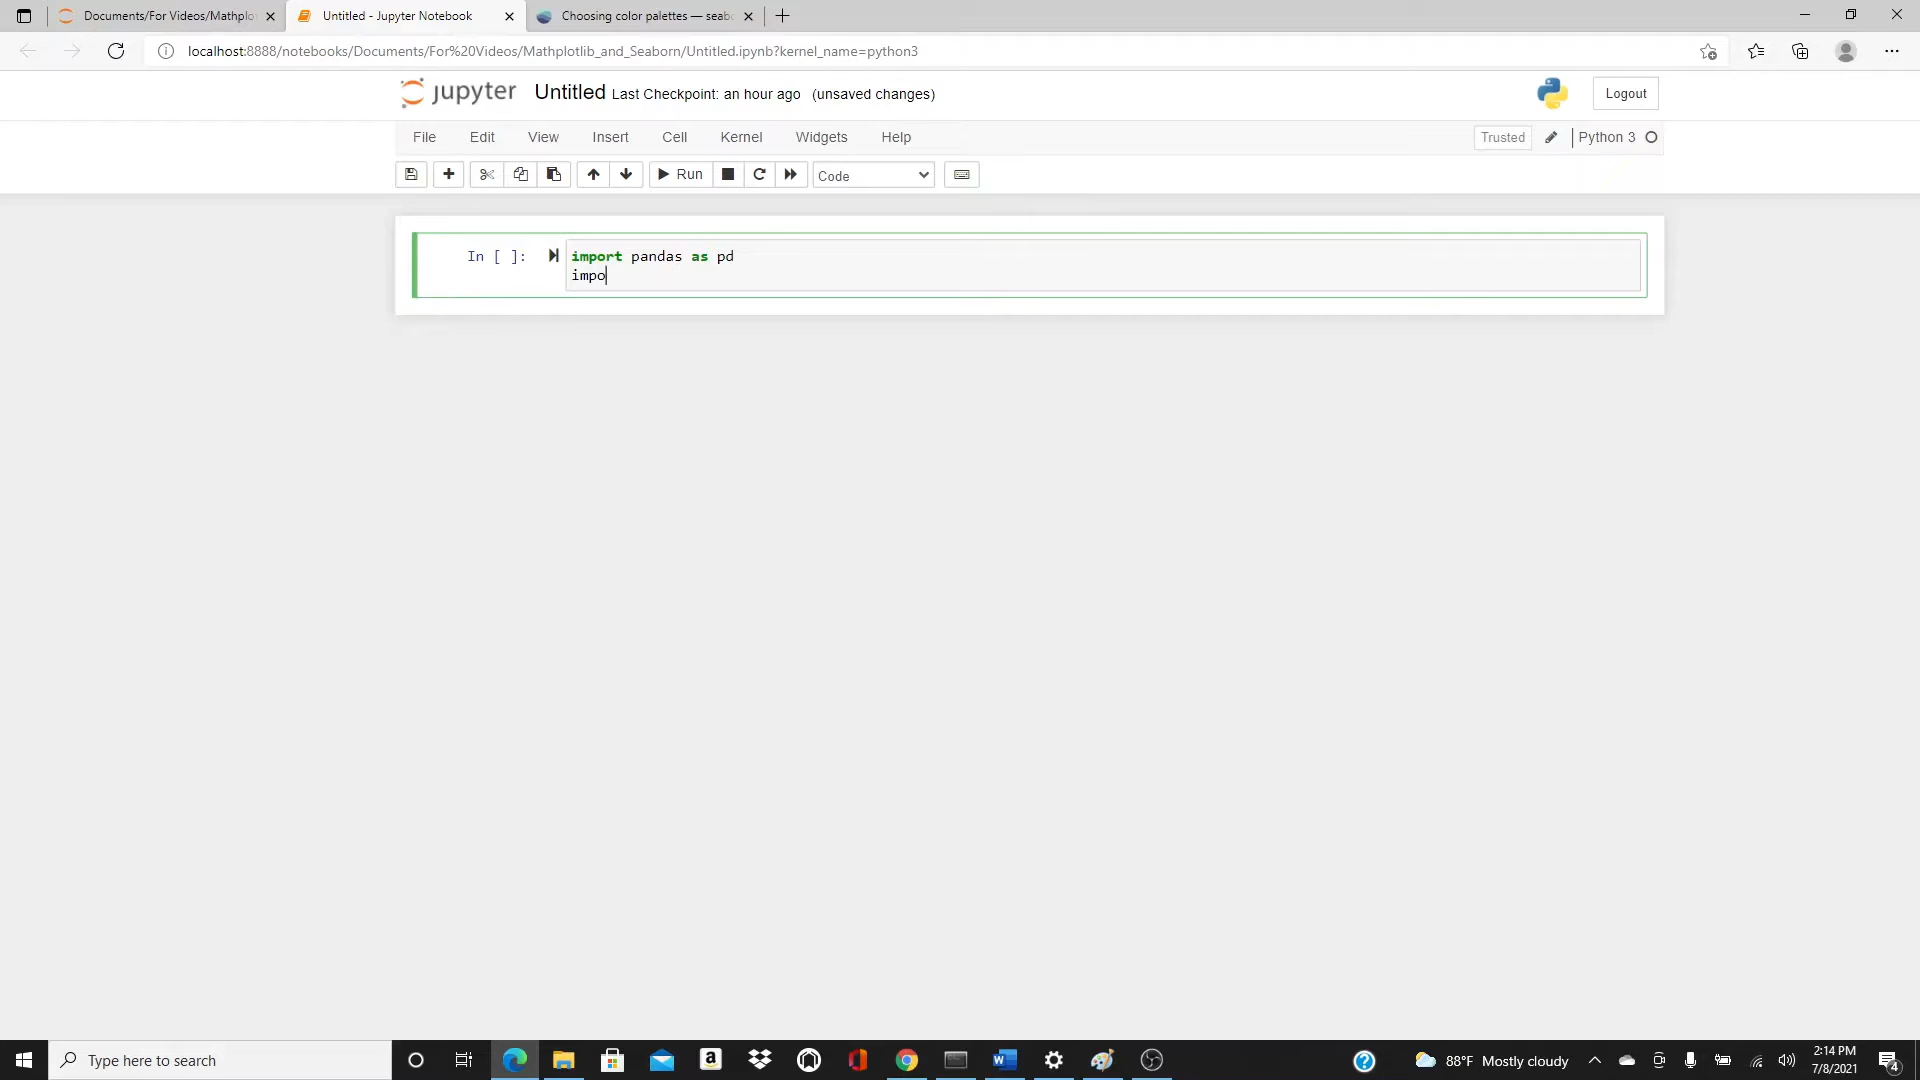 Documents/For Videos/Mathplo
Untitled - Jupyter Notebook
Choosing color palettes — seab
localhost:8888/notebooks/Documents/For%20Videos/Mathplotlib_and_Seaborn/Untitled.ipynb?kernel_name=python3
jupyter Untitled Last Checkpoint: an hour ago (unsaved changes)
Logout
File Edit View Insert Cell Kernel Widgets Help
Trusted Python 3
Run Code
In [ ]: import pandas as pd
impo
Type here to search
88°F Mostly cloudy
2:14 PM
7/8/2021
4